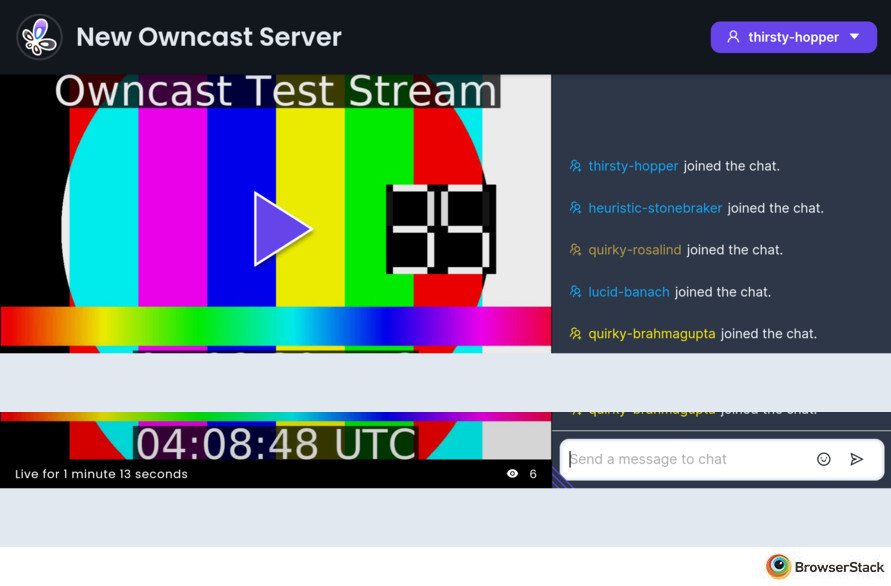 New Owncast Server
thirsty-hopper
Owncast Test Stream
thirsty-hopper joined the chat.
heuristic-stonebraker joined the chat.
quirky-rosalind joined the chat.
lucid-banach joined the chat.
quirky-brahmagupta joined the chat.
quirky-brahmagupta joined the chat.
04:08:48 UTC
Live for 1 minute 13 seconds
6
Send a message to chat
BrowserStack